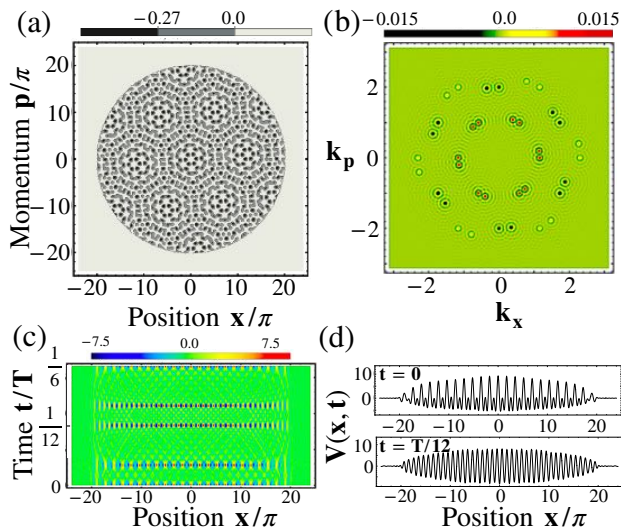 (a)
−0.27 0.0
Momentum p/π
20
10
0
−10
−20
−20 −10 0 10 20
Position x/π
(b)
−0.015 0.0 0.015
k_p
2
0
−2
−2 0 2
k_x
(c)
−7.5 0.0 7.5
Time t/T
1/6
1/12
0
−20 −10 0 10 20
Position x/π
(d)
V(x,t)
10
0
t = 0
10
0
t = T/12
−20 −10 0 10 20
Position x/π